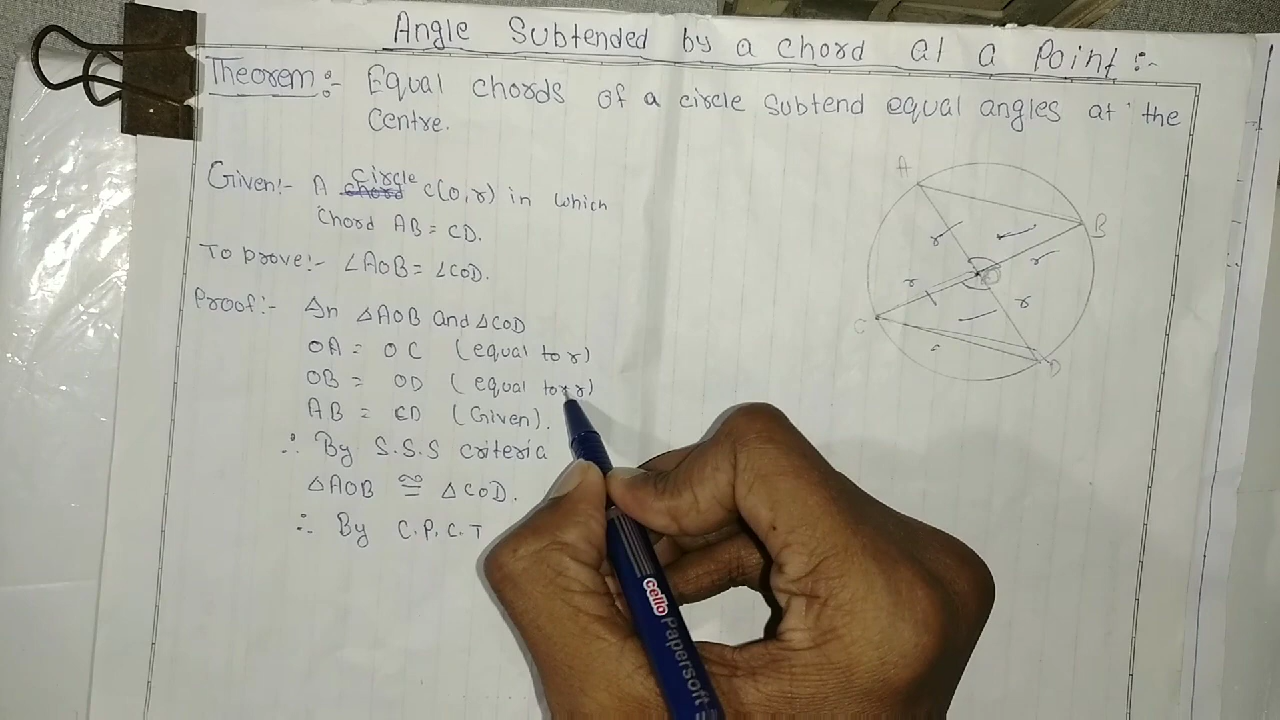 Angle Subtended by a chord at a Point :-
Theorem :- Equal chords of a circle subtend equal angles at the
Centre.
Given :- A chord Circle C(O, r) in which
Chord AB = CD.
To prove :- ∠AOB = ∠COD.
Proof :- In △AOB and △COD
OA = OC (equal to r)
OB = OD (equal to r)
AB = CD (Given).
∴ By S.S.S criteria
△AOB ≅ △COD.
∴ By C.P.C.T
A
B
r
r
r
r
C
D
cello Papersoft